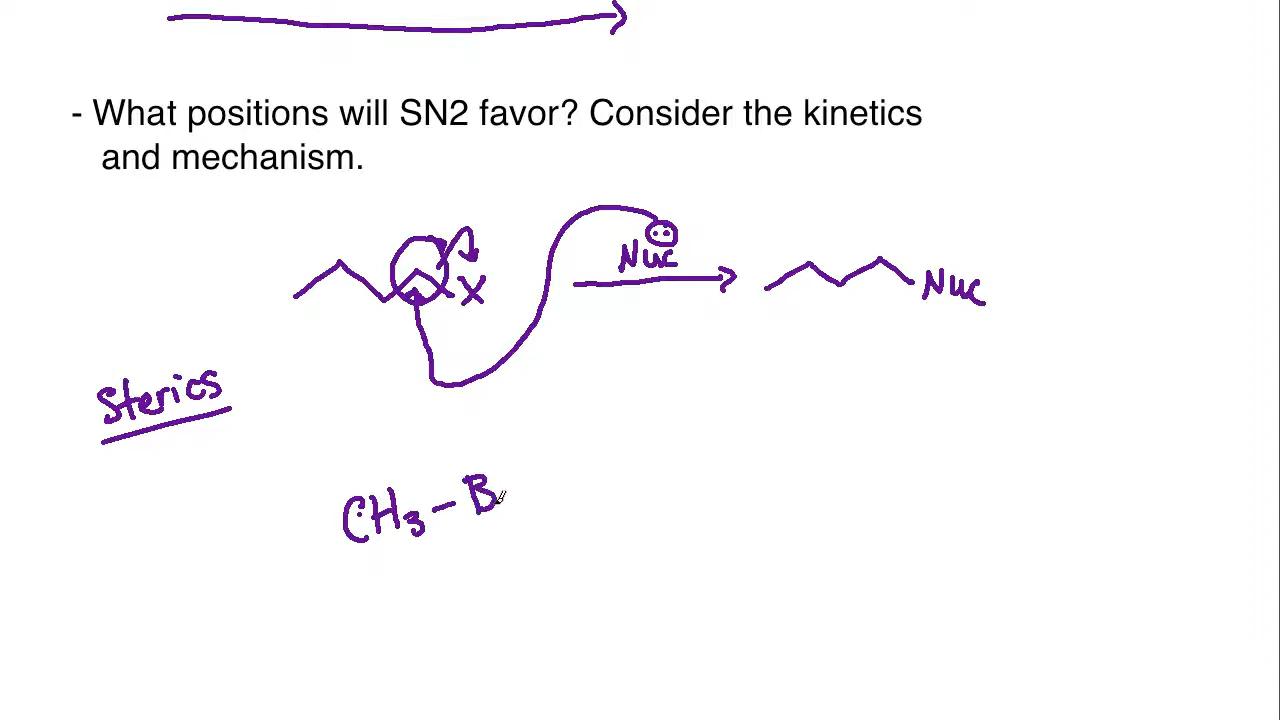 - What positions will SN2 favor? Consider the kinetics
and mechanism.
Nuc
X
Nuc
Sterics
CH3-B